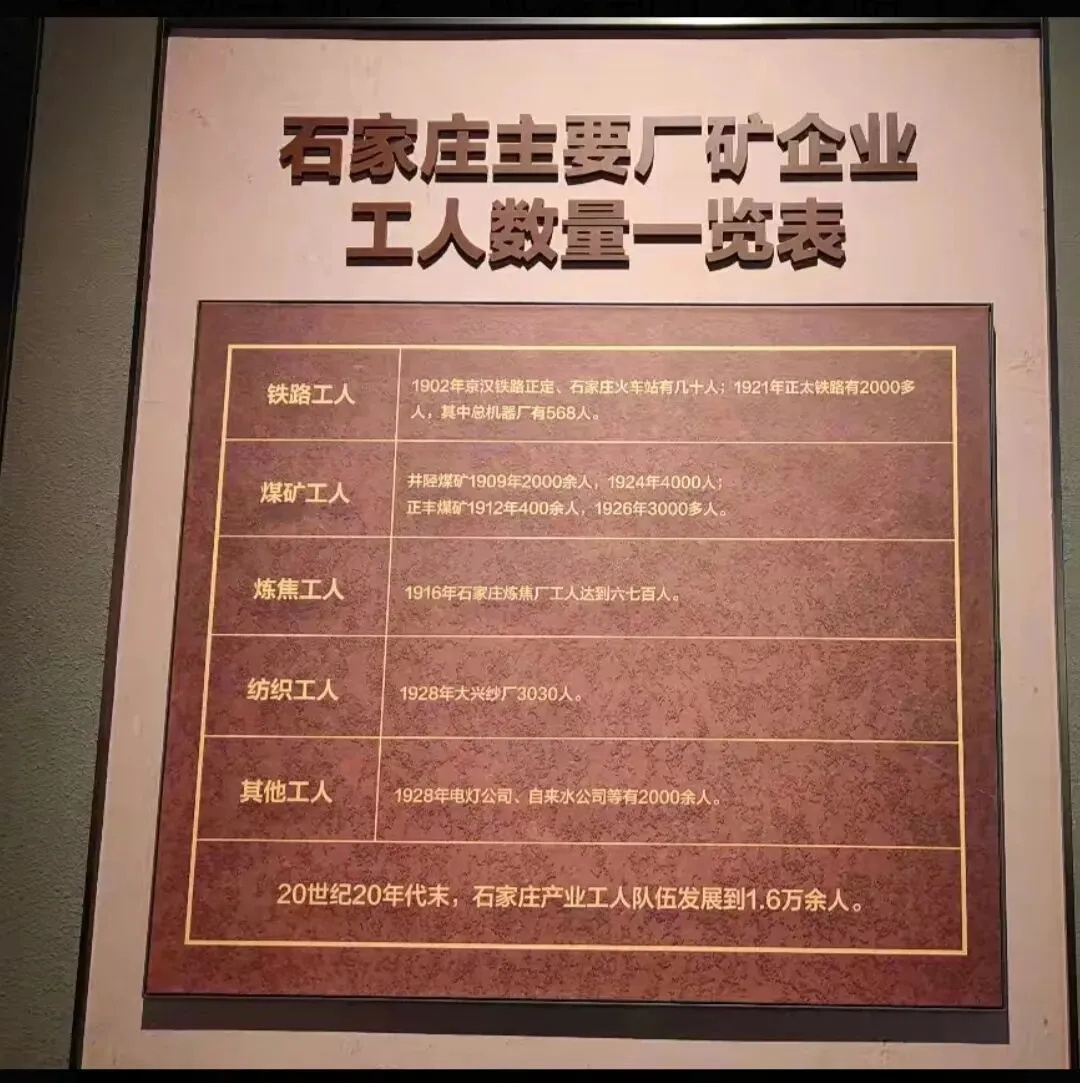 石家庄主要厂矿企业
工人数量一览表
铁路工人
1902年京汉铁路正定、石家庄火车站有几十人；1921年正太铁路有2000多
人，其中总机器厂有568人。
煤矿工人
井陉煤矿1909年2000余人，1924年4000人；
正丰煤矿1912年400余人，1926年3000多人。
炼焦工人
1916年石家庄炼焦厂工人达到六七百人。
纺织工人
1928年大兴纱厂3030人。
其他工人
1928年电灯公司、自来水公司等有2000余人。
20世纪20年代末，石家庄产业工人队伍发展到1.6万余人。